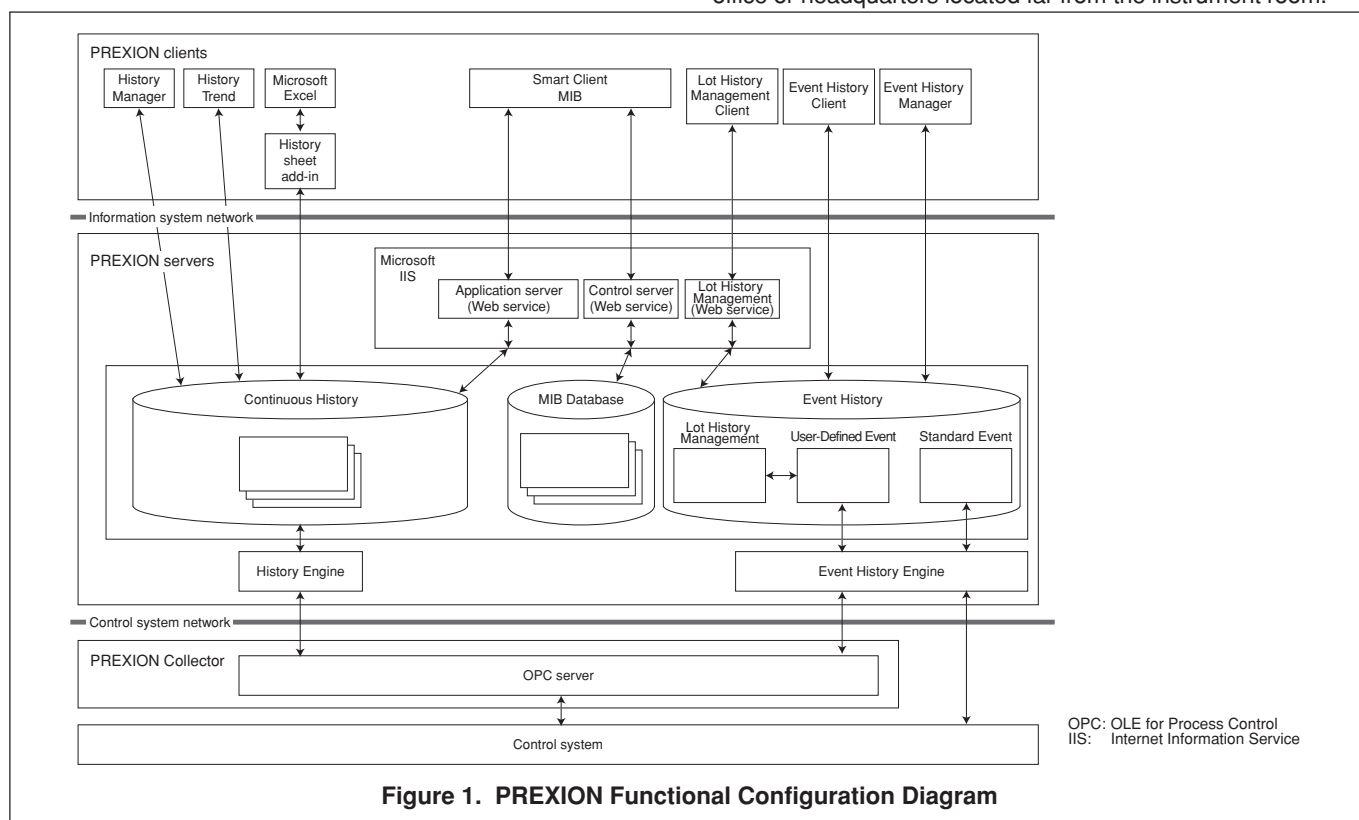 office or headquarters located far from the instrument room.
PREXION clients
History
Manager
History
Trend
Microsoft
Excel
History
sheet
add-in
Smart Client
MIB
Lot History
Management
Client
Event History
Client
Event History
Manager
Information system network
PREXION servers
Microsoft
IIS
Application server
(Web service)
Control server
(Web service)
Lot History
Management
(Web service)
Continuous History
MIB Database
Event History
Lot History
Management
User-Defined Event
Standard Event
History Engine
Event History Engine
Control system network
PREXION Collector
OPC server
Control system
OPC: OLE for Process Control
IIS: Internet Information Service
Figure 1. PREXION Functional Configuration Diagram